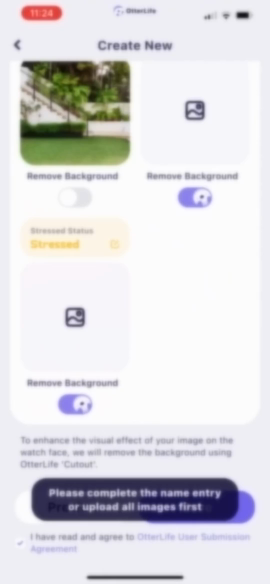 11:24
OtterLife
Create New
Remove Background
Remove Background
Stressed Status
Stressed
Remove Background
To enhance the visual effect of your image on the
watch face, we will remove the background using
OtterLife 'Cutout'.
Please complete the name entry
or upload all images first
I have read and agree to OtterLife User Submission
Agreement